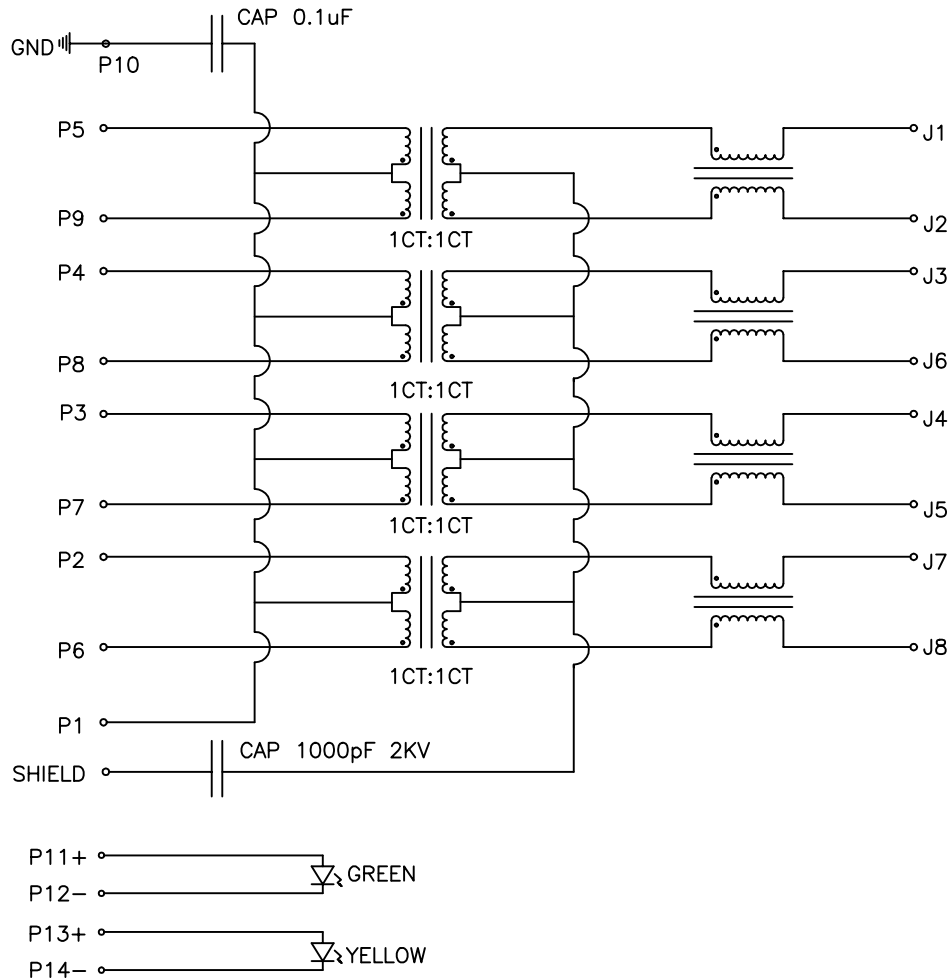 CAP 0.1uF
GND
P10
P5
J1
P9
J2
1CT:1CT
P4
J3
P8
J6
1CT:1CT
P3
J4
P7
J5
1CT:1CT
P2
J7
P6
J8
1CT:1CT
P1
CAP 1000pF 2KV
SHIELD
P11+
GREEN
P12-
P13+
YELLOW
P14-